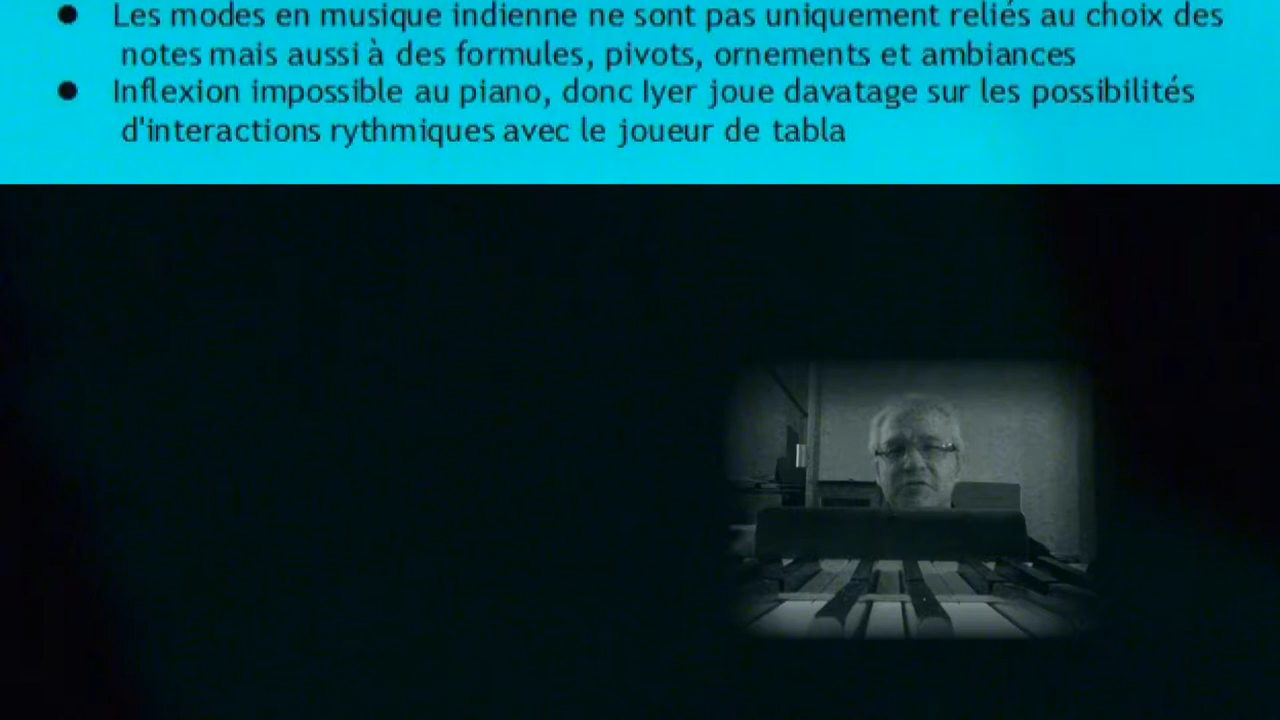 ● Les modes en musique indienne ne sont pas uniquement reliés au choix des
notes mais aussi à des formules, pivots, ornements et ambiances
● Inflexion impossible au piano, donc Iyer joue davatage sur les possibilités
d'interactions rythmiques avec le joueur de tabla